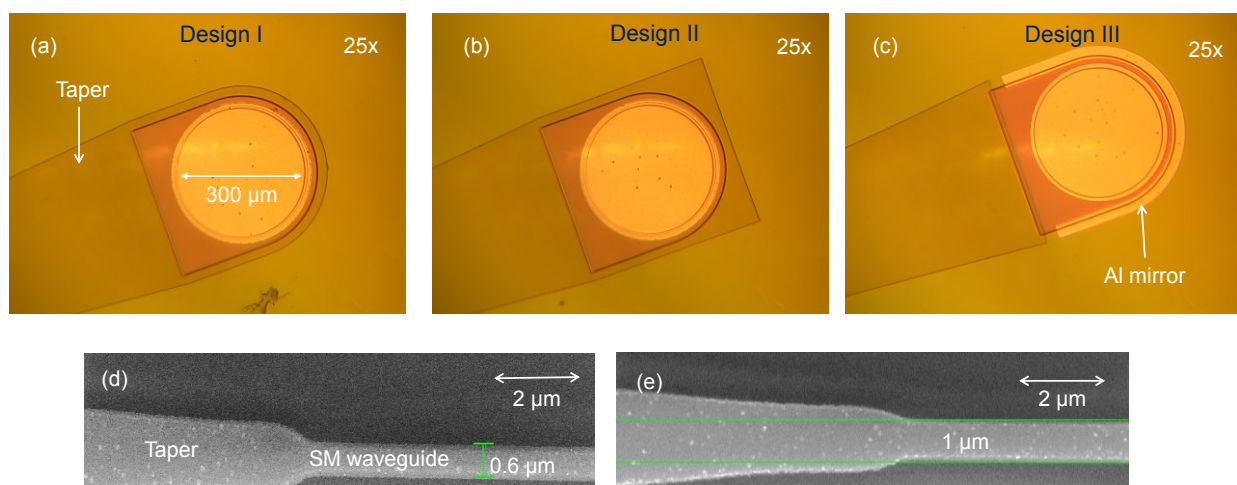 (a)
Design I
25x
Taper
300 µm
(b)
Design II
25x
(c)
Design III
25x
Al mirror
(d)
2 µm
Taper
SM waveguide
0.6 µm
(e)
2 µm
1 µm